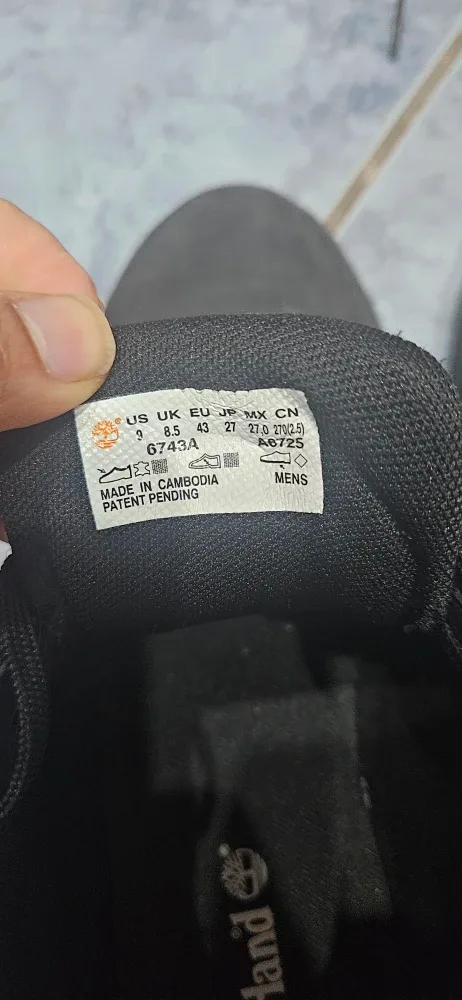 US UK EU JP MX CN
9 8.5 43 27 27.0 270(2.5)
6743A A6725
MADE IN CAMBODIA
PATENT PENDING
MENS
land